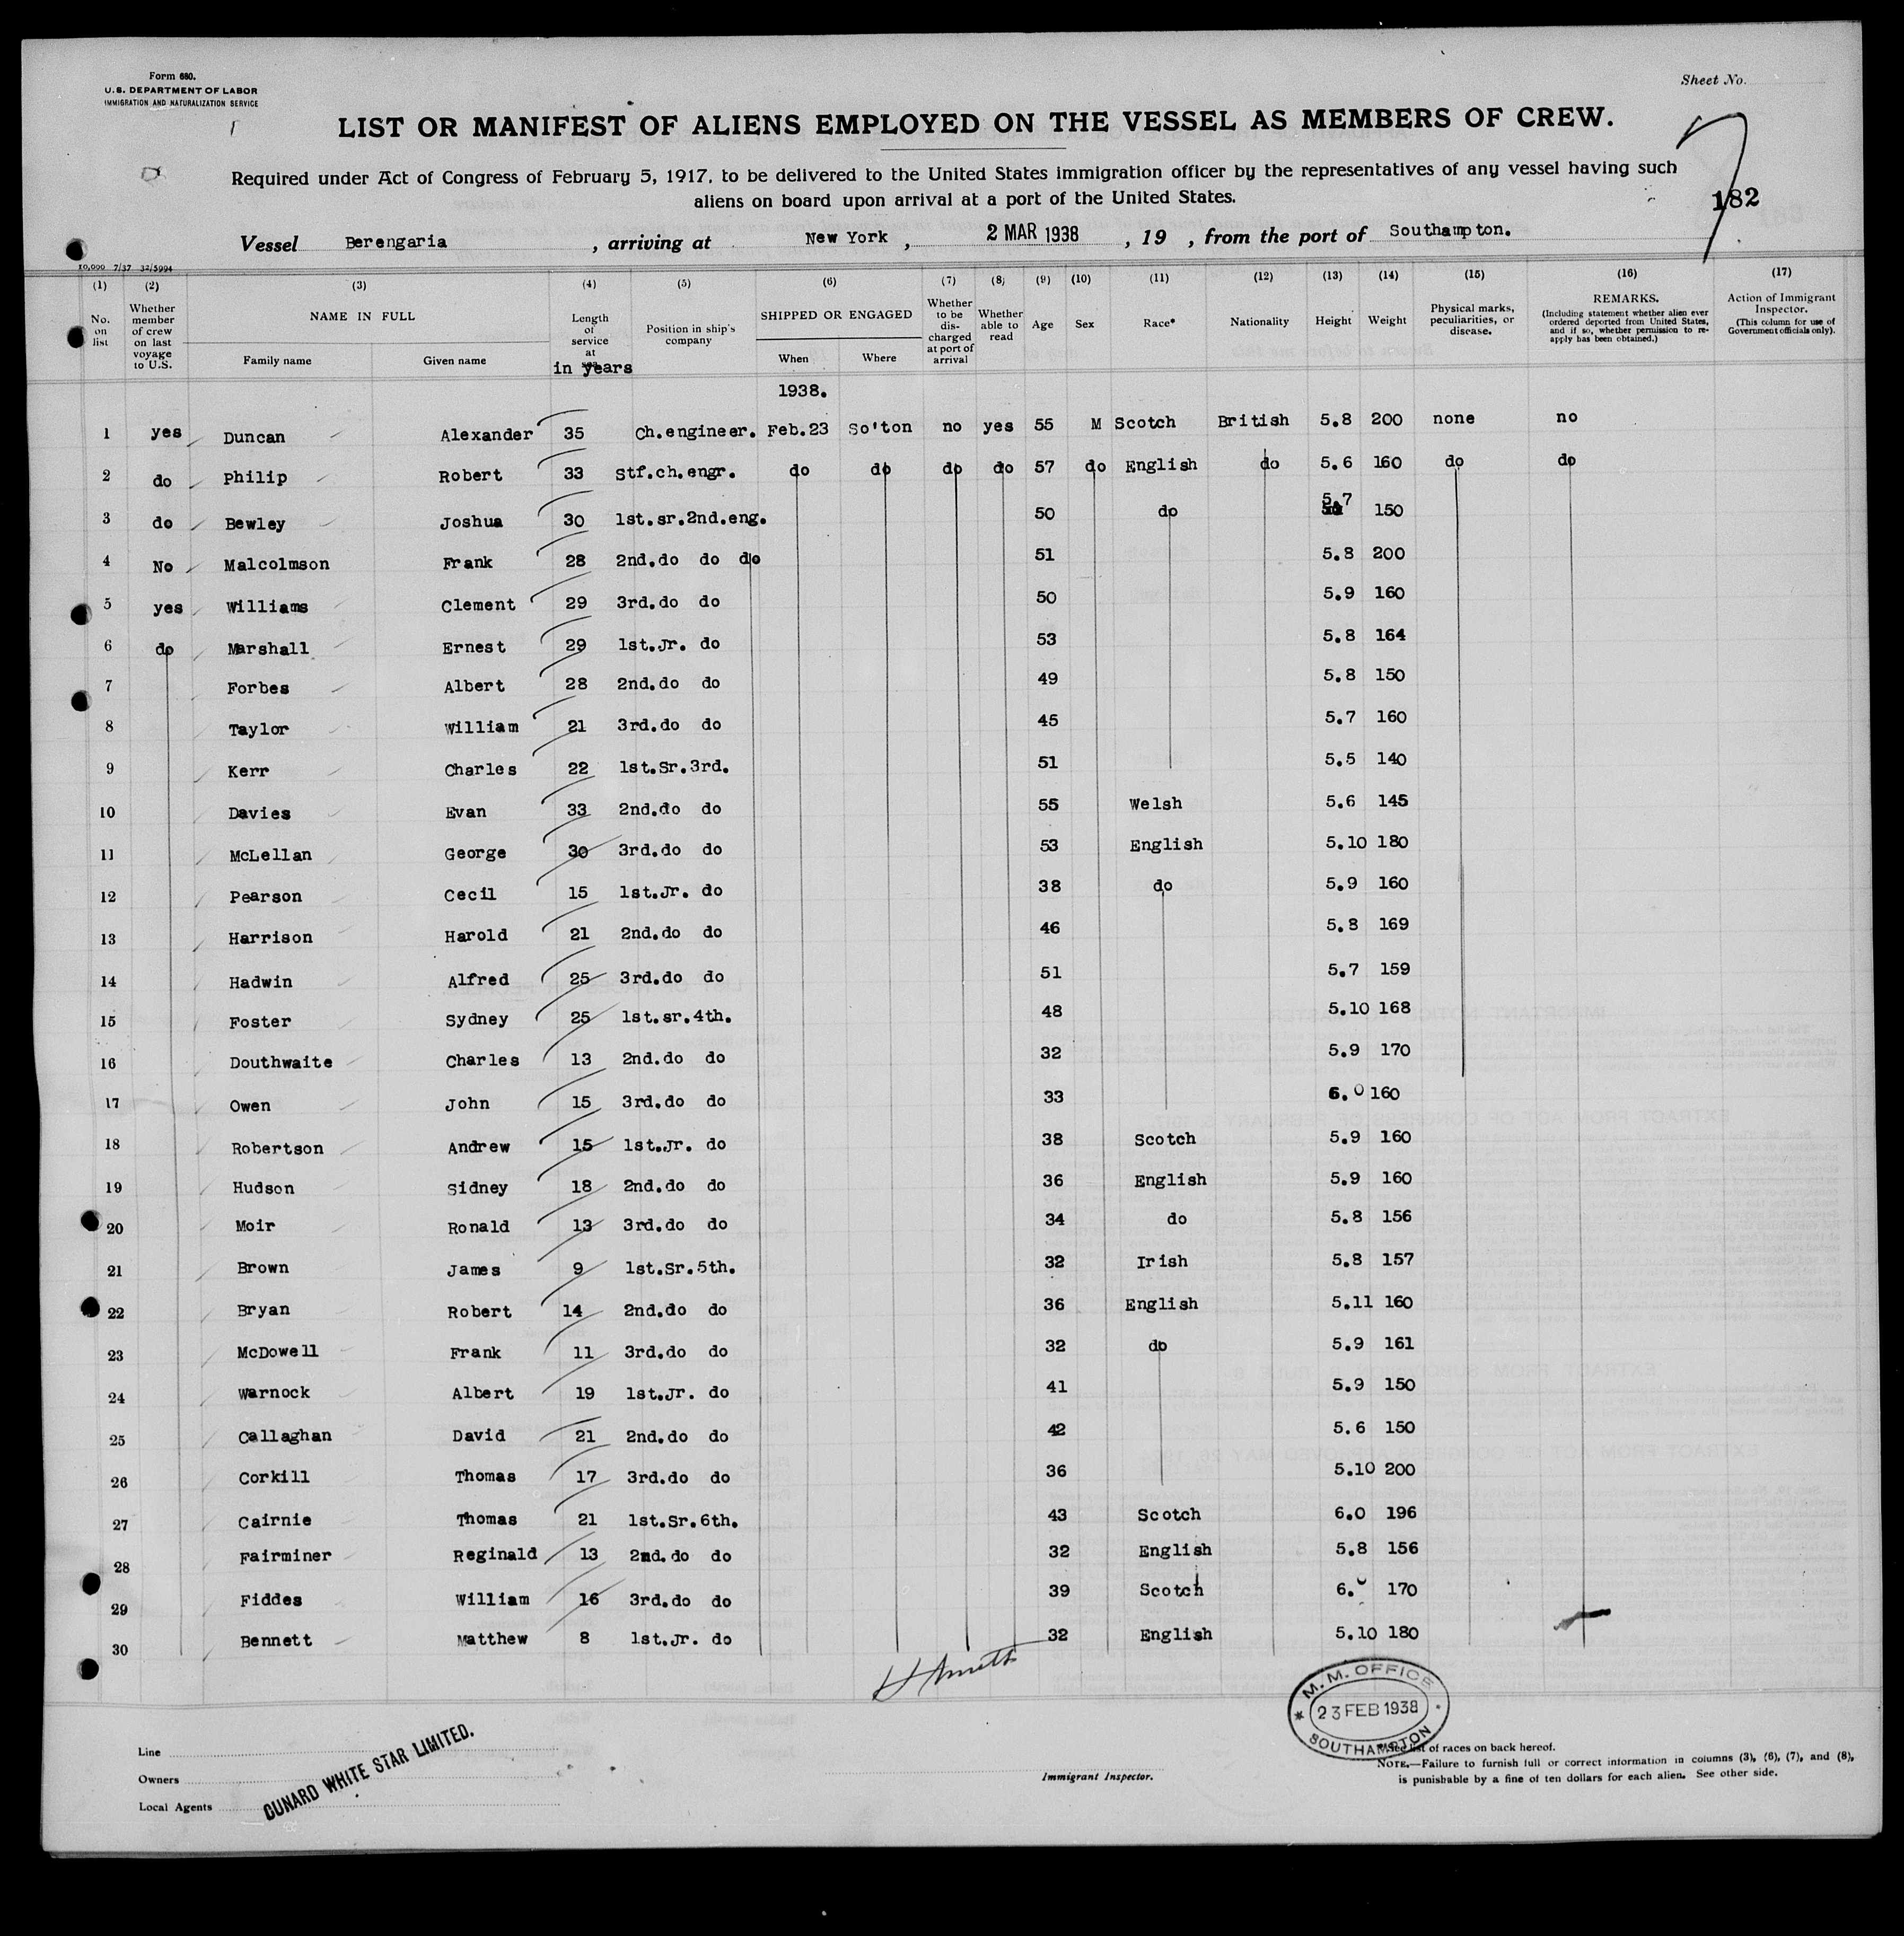 Form 680.
U.S. DEPARTMENT OF LABOR
IMMIGRATION AND NATURALIZATION SERVICE
Sheet No.
LIST OR MANIFEST OF ALIENS EMPLOYED ON THE VESSEL AS MEMBERS OF CREW.
7
Required under Act of Congress of February 5, 1917, to be delivered to the United States immigration officer by the representatives of any vessel having such
aliens on board upon arrival at a port of the United States.
182
Vessel Berengaria , arriving at New York , 2 MAR 1938 , 19 , from the port of Southampton.
10,000 7/37 32/5994
(1) (2) (3) (4) (5) (6) (7) (8) (9) (10) (11) (12) (13) (14) (15) (16) (17)
No. on list
Whether member of crew on last voyage to U.S.
NAME IN FULL
Family name Given name
Length of service at
in years
Position in ship's company
SHIPPED OR ENGAGED
When Where
Whether to be discharged at port of arrival
Whether able to read
Age Sex Race* Nationality Height Weight
Physical marks, peculiarities, or disease.
REMARKS.
(Including statement whether alien ever ordered deported from United States, and if so, whether permission to reapply has been obtained.)
Action of Immigrant Inspector.
(This column for use of Government officials only).
1938.
1 yes Duncan Alexander 35 Ch.engineer. Feb.23 So'ton no yes 55 M Scotch British 5.8 200 none no
2 do Philip Robert 33 Stf.ch.engr. do do do do 57 do English do 5.6 160 do do
3 do Bewley Joshua 30 1st.sr.2nd.eng. 50 do 5.7 150
4 No Malcolmson Frank 28 2nd.do do do 51 5.8 200
5 yes Williams Clement 29 3rd.do do 50 5.9 160
6 do Marshall Ernest 29 1st.Jr. do 53 5.8 164
7 Forbes Albert 28 2nd.do do 49 5.8 150
8 Taylor William 21 3rd.do do 45 5.7 160
9 Kerr Charles 22 1st.Sr.3rd. 51 5.5 140
10 Davies Evan 33 2nd.do do 55 Welsh 5.6 145
11 McLellan George 30 3rd.do do 53 English 5.10 180
12 Pearson Cecil 15 1st.Jr. do 38 do 5.9 160
13 Harrison Harold 21 2nd.do do 46 5.8 169
14 Hadwin Alfred 25 3rd.do do 51 5.7 159
15 Foster Sydney 25 1st.sr.4th. 48 5.10 168
16 Douthwaite Charles 13 2nd.do do 32 5.9 170
17 Owen John 15 3rd.do do 33 6.0 160
18 Robertson Andrew 15 1st.Jr. do 38 Scotch 5.9 160
19 Hudson Sidney 18 2nd.do do 36 English 5.9 160
20 Moir Ronald 13 3rd.do do 34 do 5.8 156
21 Brown James 9 1st.Sr.5th. 32 Irish 5.8 157
22 Bryan Robert 14 2nd.do do 36 English 5.11 160
23 McDowell Frank 11 3rd.do do 32 do 5.9 161
24 Warnock Albert 19 1st.Jr. do 41 5.9 150
25 Callaghan David 21 2nd.do do 42 5.6 150
26 Corkill Thomas 17 3rd.do do 36 5.10 200
27 Cairnie Thomas 21 1st.Sr.6th. 43 Scotch 6.0 196
28 Fairminer Reginald 13 2nd.do do 32 English 5.8 156
29 Fiddes William 16 3rd.do do 39 Scotch 6.0 170
30 Bennett Matthew 8 1st.Jr. do 32 English 5.10 180
M.M. OFFICE
23 FEB 1938
SOUTHAMPTON
Line
Owners
Local Agents
CUNARD WHITE STAR LIMITED.
Immigrant Inspector.
of races on back hereof.
NOTE.—Failure to furnish full or correct information in columns (3), (6), (7), and (8),
is punishable by a fine of ten dollars for each alien. See other side.